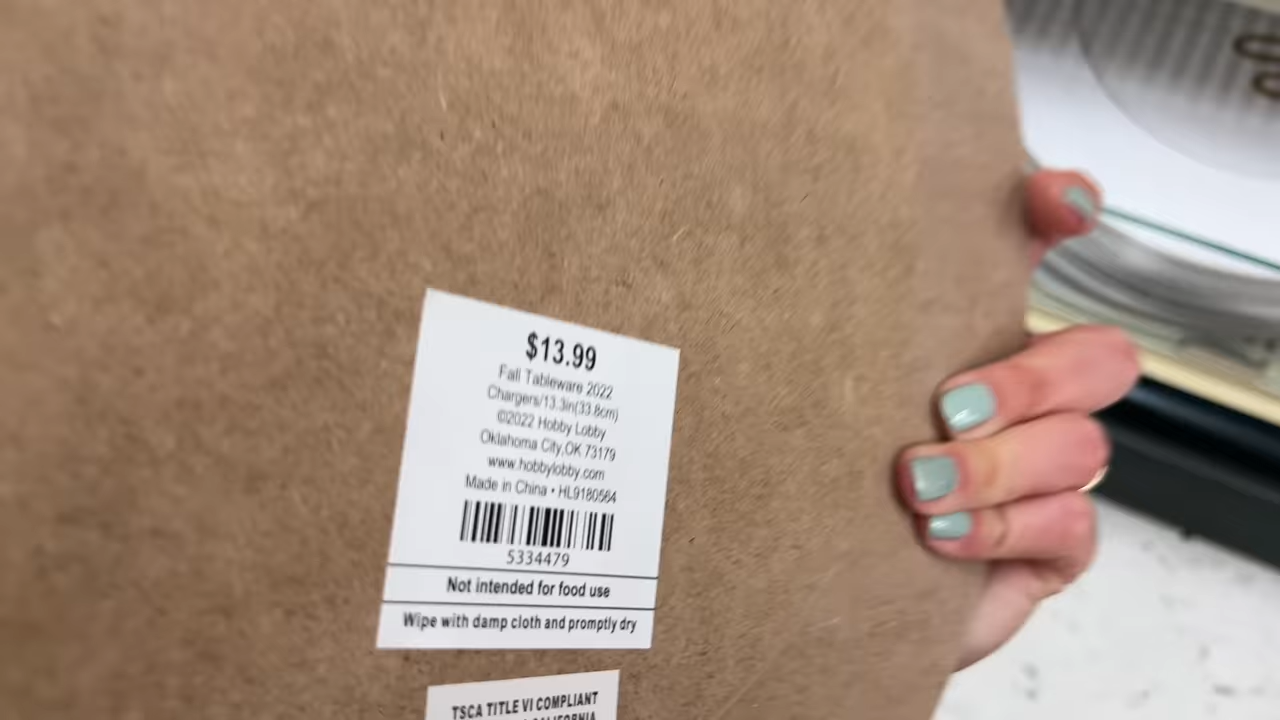 $13.99
Fall Tableware 2022
Chargers/13.3in(33.8cm)
©2022 Hobby Lobby
Oklahoma City,OK 73179
www.hobbylobby.com
Made in China • HL9180564
5334479
Not intended for food use
Wipe with damp cloth and promptly dry
TSCA TITLE VI COMPLIANT
CALIFORNIA